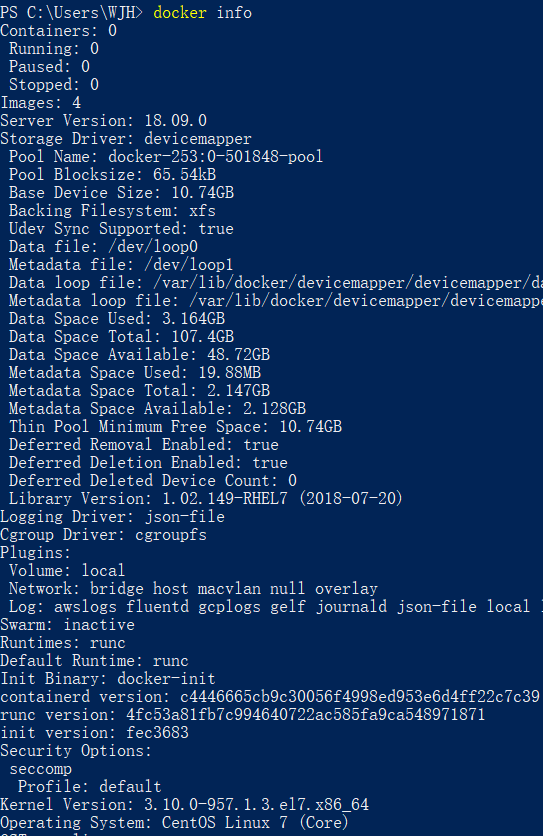 PS C:\Users\WJH> docker info
Containers: 0
 Running: 0
 Paused: 0
 Stopped: 0
Images: 4
Server Version: 18.09.0
Storage Driver: devicemapper
 Pool Name: docker-253:0-501848-pool
 Pool Blocksize: 65.54kB
 Base Device Size: 10.74GB
 Backing Filesystem: xfs
 Udev Sync Supported: true
 Data file: /dev/loop0
 Metadata file: /dev/loop1
 Data loop file: /var/lib/docker/devicemapper/devicemapper/da
 Metadata loop file: /var/lib/docker/devicemapper/devicemappe
 Data Space Used: 3.164GB
 Data Space Total: 107.4GB
 Data Space Available: 48.72GB
 Metadata Space Used: 19.88MB
 Metadata Space Total: 2.147GB
 Metadata Space Available: 2.128GB
 Thin Pool Minimum Free Space: 10.74GB
 Deferred Removal Enabled: true
 Deferred Deletion Enabled: true
 Deferred Deleted Device Count: 0
 Library Version: 1.02.149-RHEL7 (2018-07-20)
Logging Driver: json-file
Cgroup Driver: cgroupfs
Plugins:
 Volume: local
 Network: bridge host macvlan null overlay
 Log: awslogs fluentd gcplogs gelf journald json-file local
Swarm: inactive
Runtimes: runc
Default Runtime: runc
Init Binary: docker-init
containerd version: c4446665cb9c30056f4998ed953e6d4ff22c7c39
runc version: 4fc53a81fb7c994640722ac585fa9ca548971871
init version: fec3683
Security Options:
 seccomp
  Profile: default
Kernel Version: 3.10.0-957.1.3.el7.x86_64
Operating System: CentOS Linux 7 (Core)